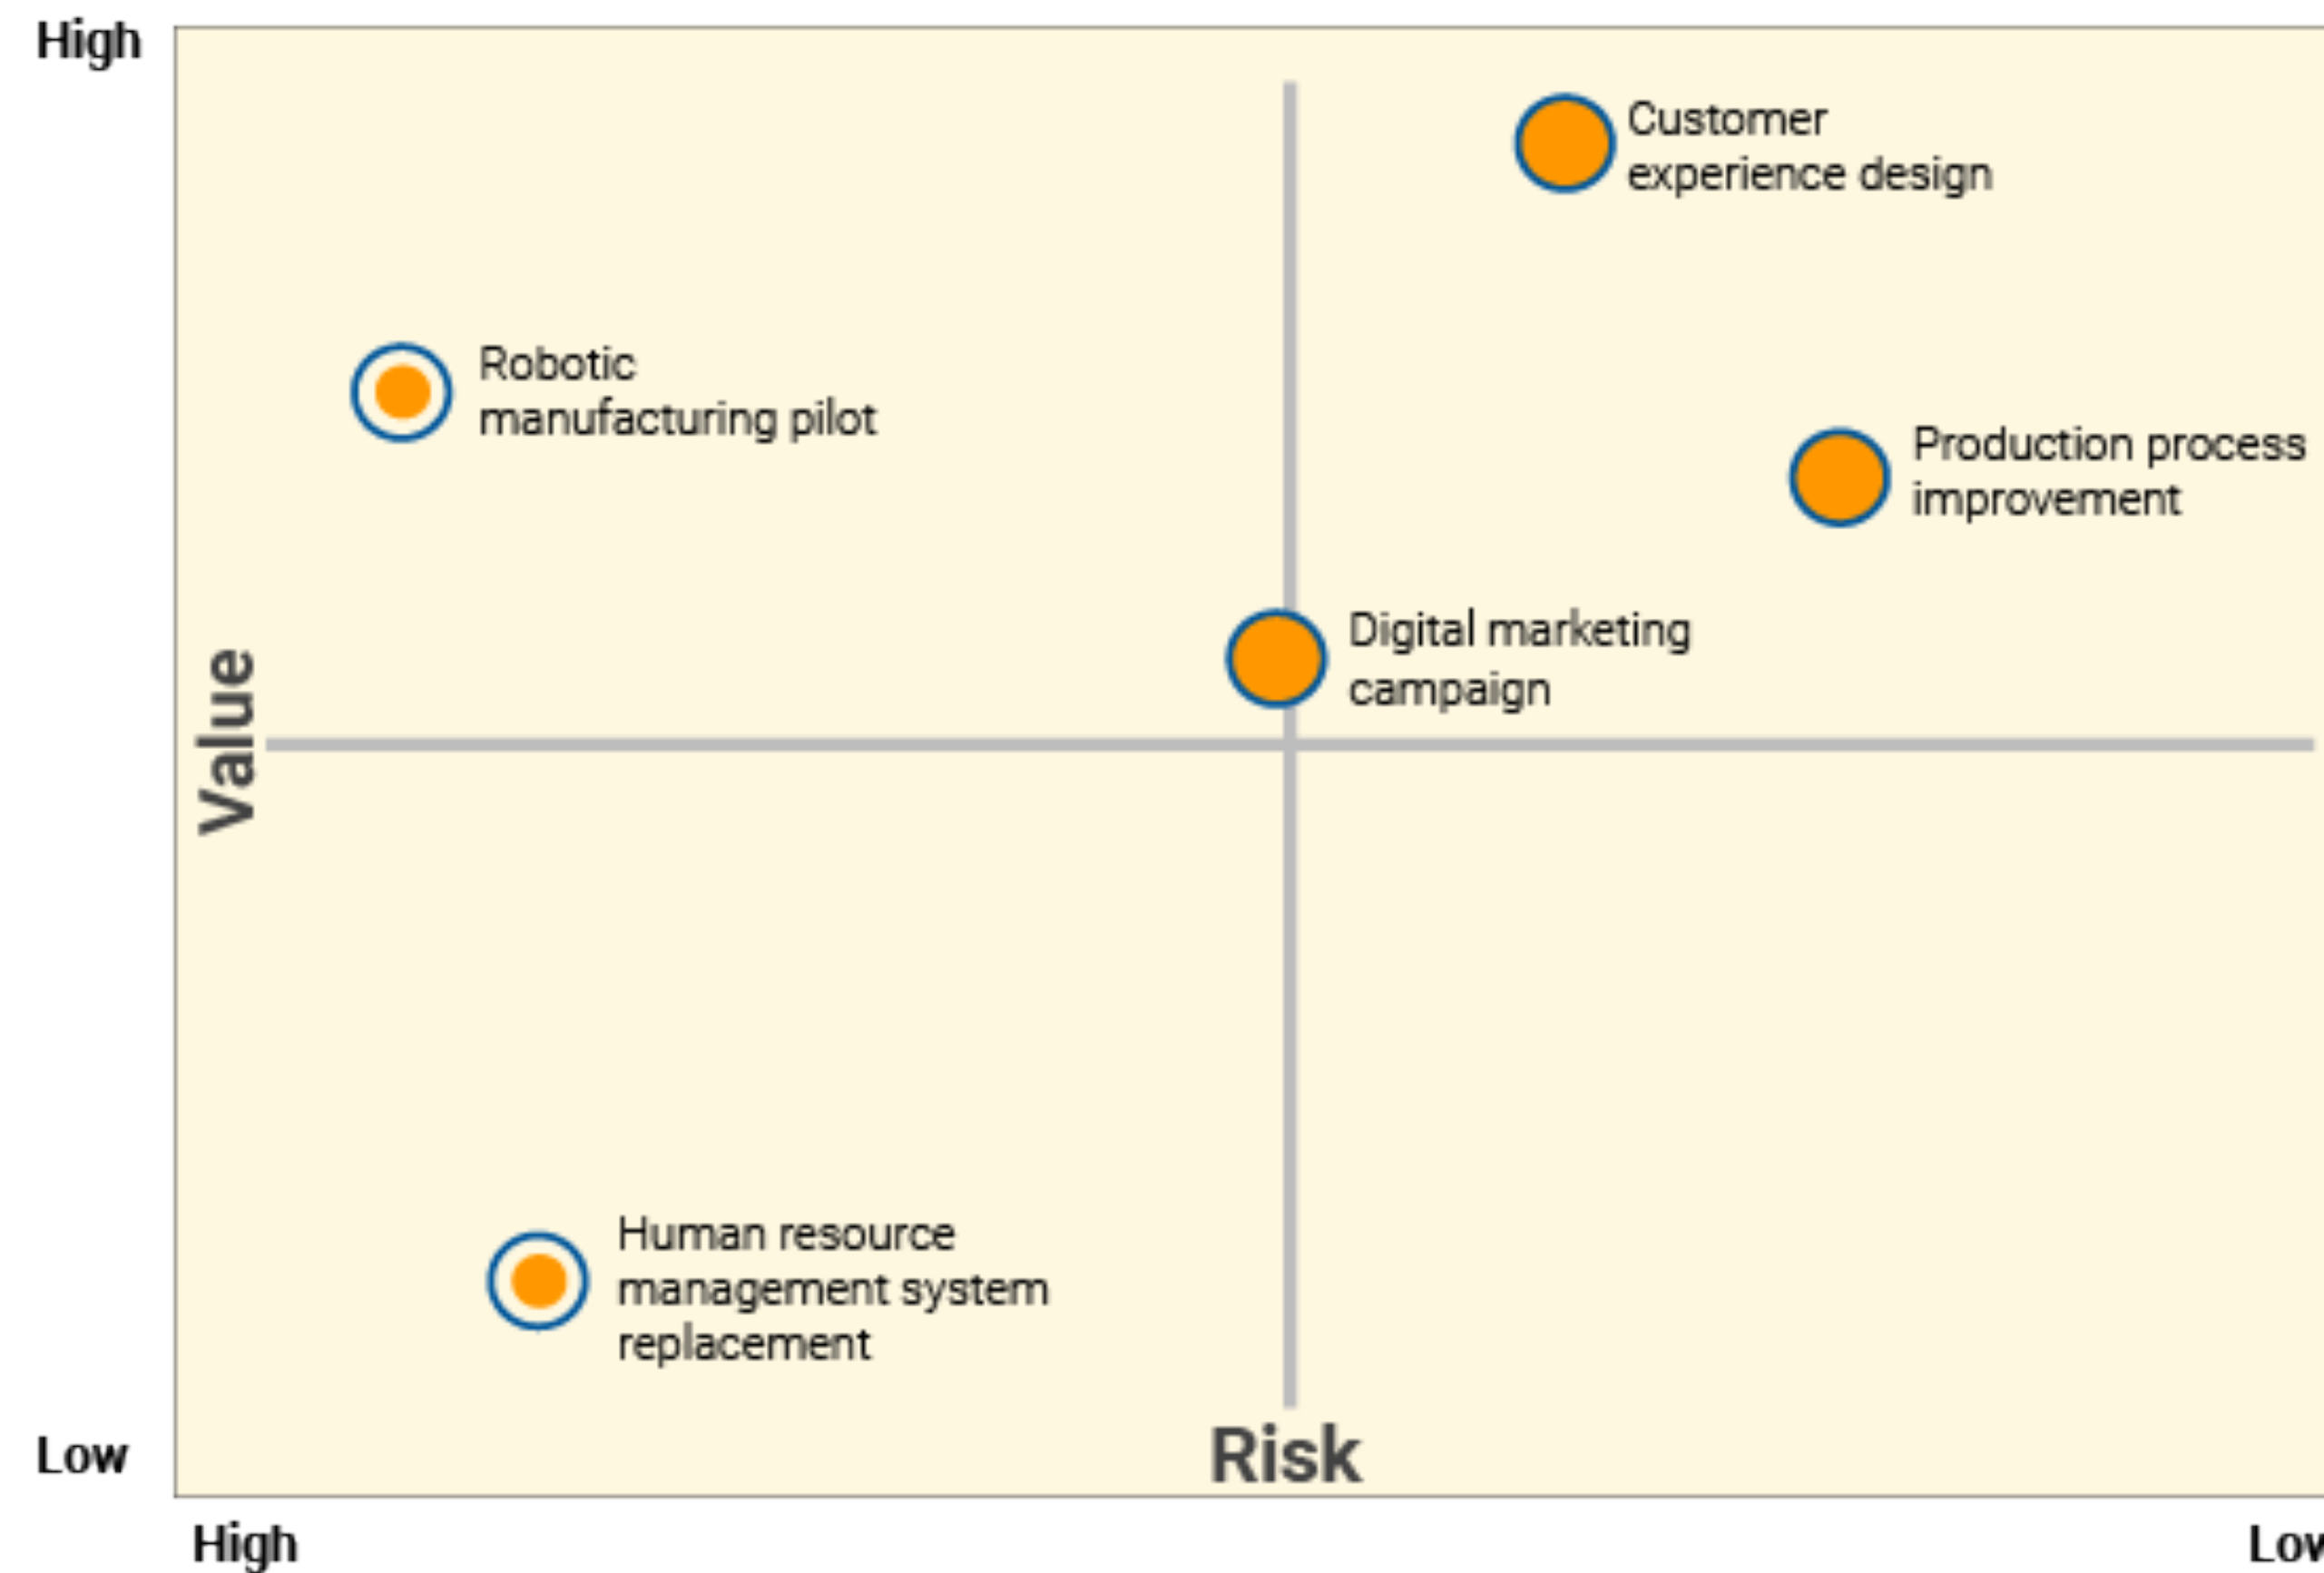 High
Customer
experience design
Robotic
manufacturing pilot
Production process
improvement
Digital marketing
campaign
Value
Human resource
management system
replacement
Low
Risk
High
Low